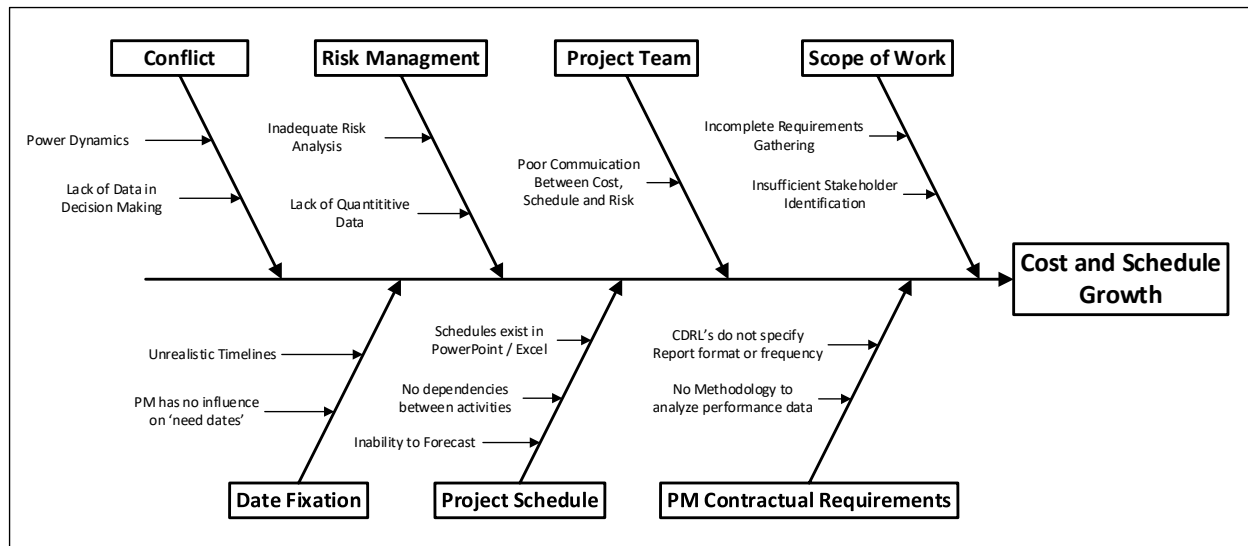 Conflict
Risk Managment
Project Team
Scope of Work
Power Dynamics
Lack of Data in
Decision Making
Inadequate Risk
Analysis
Lack of Quantititive
Data
Poor Commuication
Between Cost,
Schedule and Risk
Incomplete Requirements
Gathering
Insufficient Stakeholder
Identification
Cost and Schedule
Growth
Unrealistic Timelines
PM has no influence
on ‘need dates’
Schedules exist in
PowerPoint / Excel
No dependencies
between activities
Inability to Forecast
CDRL’s do not specify
Report format or frequency
No Methodology to
analyze performance data
Date Fixation
Project Schedule
PM Contractual Requirements